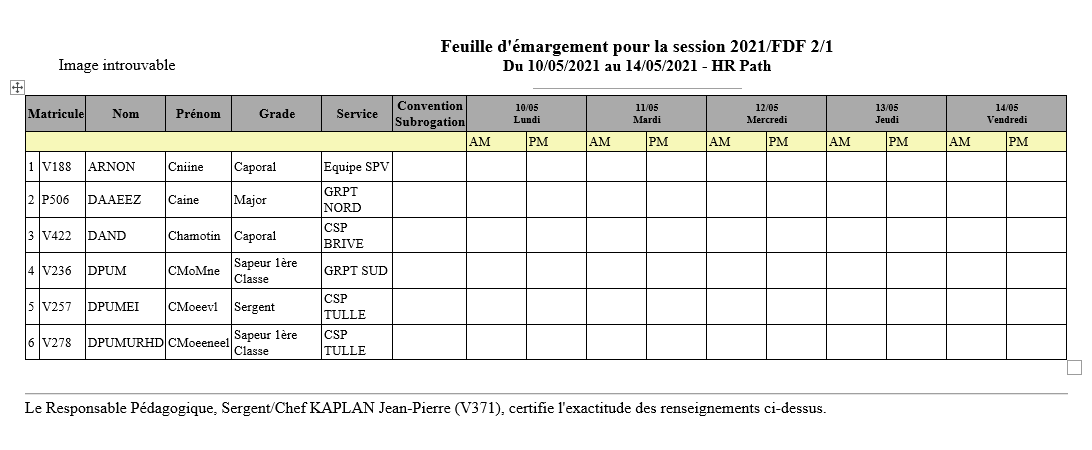 Feuille d'émargement pour la session 2021/FDF 2/1
Image introuvable
Du 10/05/2021 au 14/05/2021 - HR Path
Matricule Nom Prénom Grade Service Convention Subrogation 10/05 Lundi 11/05 Mardi 12/05 Mercredi 13/05 Jeudi 14/05 Vendredi
AM PM AM PM AM PM AM PM AM PM
1 V188 ARNON Cniine Caporal Equipe SPV
2 P506 DAAEEZ Caine Major GRPT NORD
3 V422 DAND Chamotin Caporal CSP BRIVE
4 V236 DPUM CMoMne Sapeur 1ère Classe GRPT SUD
5 V257 DPUMEI CMoeevl Sergent CSP TULLE
6 V278 DPUMURHD CMoeeneel Sapeur 1ère Classe CSP TULLE
Le Responsable Pédagogique, Sergent/Chef KAPLAN Jean-Pierre (V371), certifie l'exactitude des renseignements ci-dessus.